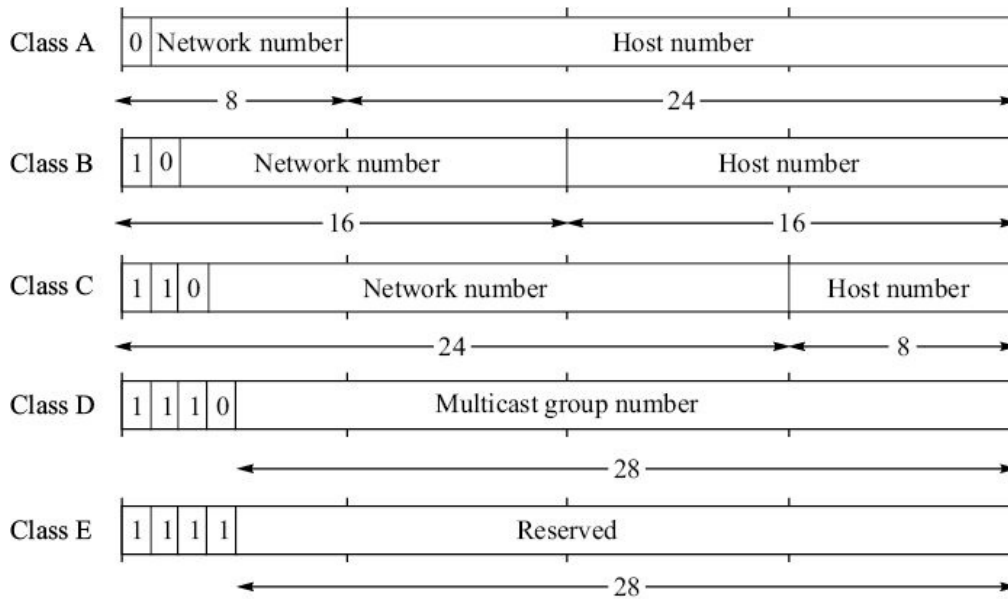 Class A 0 Network number Host number
8 24
Class B 1 0 Network number Host number
16 16
Class C 1 1 0 Network number Host number
24 8
Class D 1 1 1 0 Multicast group number
28
Class E 1 1 1 1 Reserved
28